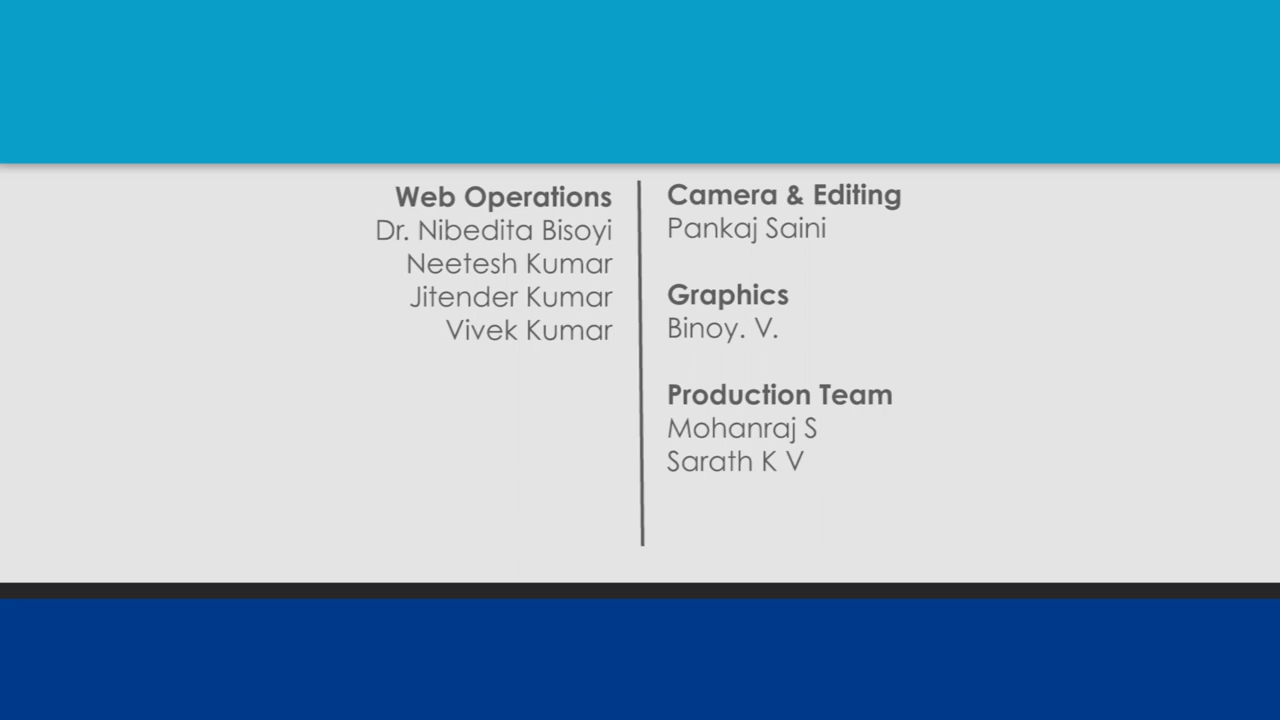 Web Operations
Dr. Nibedita Bisoyi
Neetesh Kumar
Jitender Kumar
Vivek Kumar
Camera & Editing
Pankaj Saini
Graphics
Binoy. V.
Production Team
Mohanraj S
Sarath K V